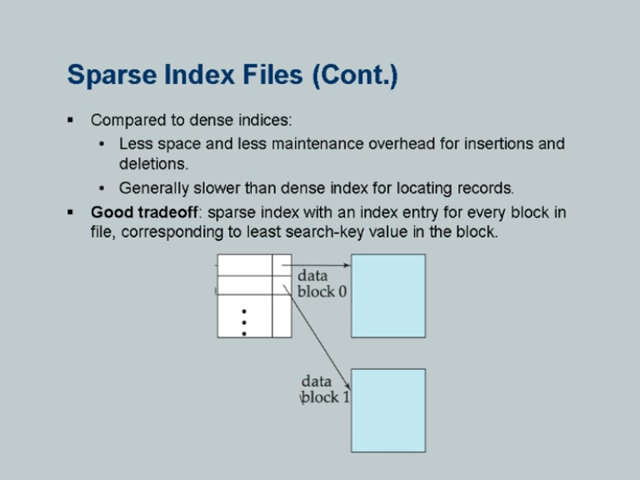 Sparse Index Files (Cont.)
▪ Compared to dense indices:
• Less space and less maintenance overhead for insertions and
deletions.
• Generally slower than dense index for locating records.
▪ Good tradeoff: sparse index with an index entry for every block in
file, corresponding to least search-key value in the block.
data
block 0
data
block 1